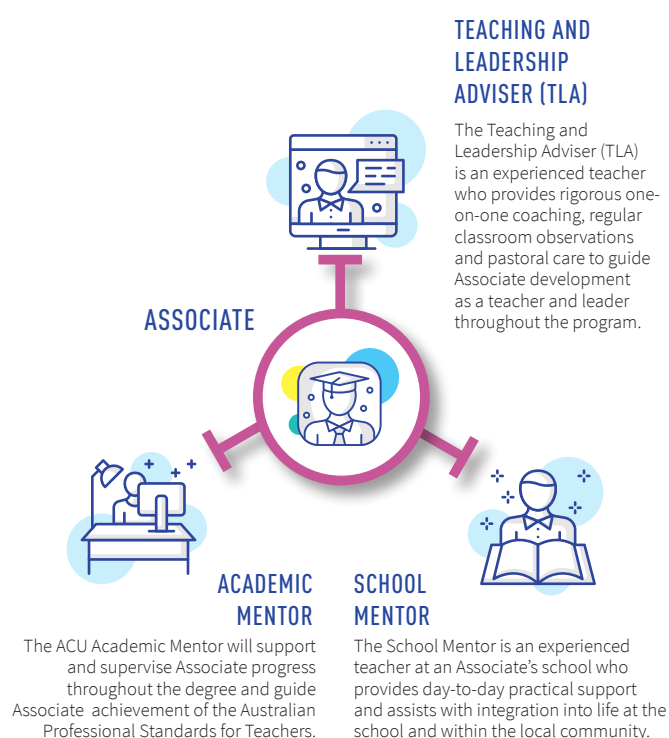 TEACHING AND
LEADERSHIP
ADVISER (TLA)
The Teaching and
Leadership Adviser (TLA)
is an experienced teacher
who provides rigorous one-
on-one coaching, regular
classroom observations
and pastoral care to guide
Associate development
as a teacher and leader
throughout the program.
ASSOCIATE
ACADEMIC
MENTOR
The ACU Academic Mentor will support
and supervise Associate progress
throughout the degree and guide
Associate achievement of the Australian
Professional Standards for Teachers.
SCHOOL
MENTOR
The School Mentor is an experienced
teacher at an Associate’s school who
provides day-to-day practical support
and assists with integration into life at the
school and within the local community.